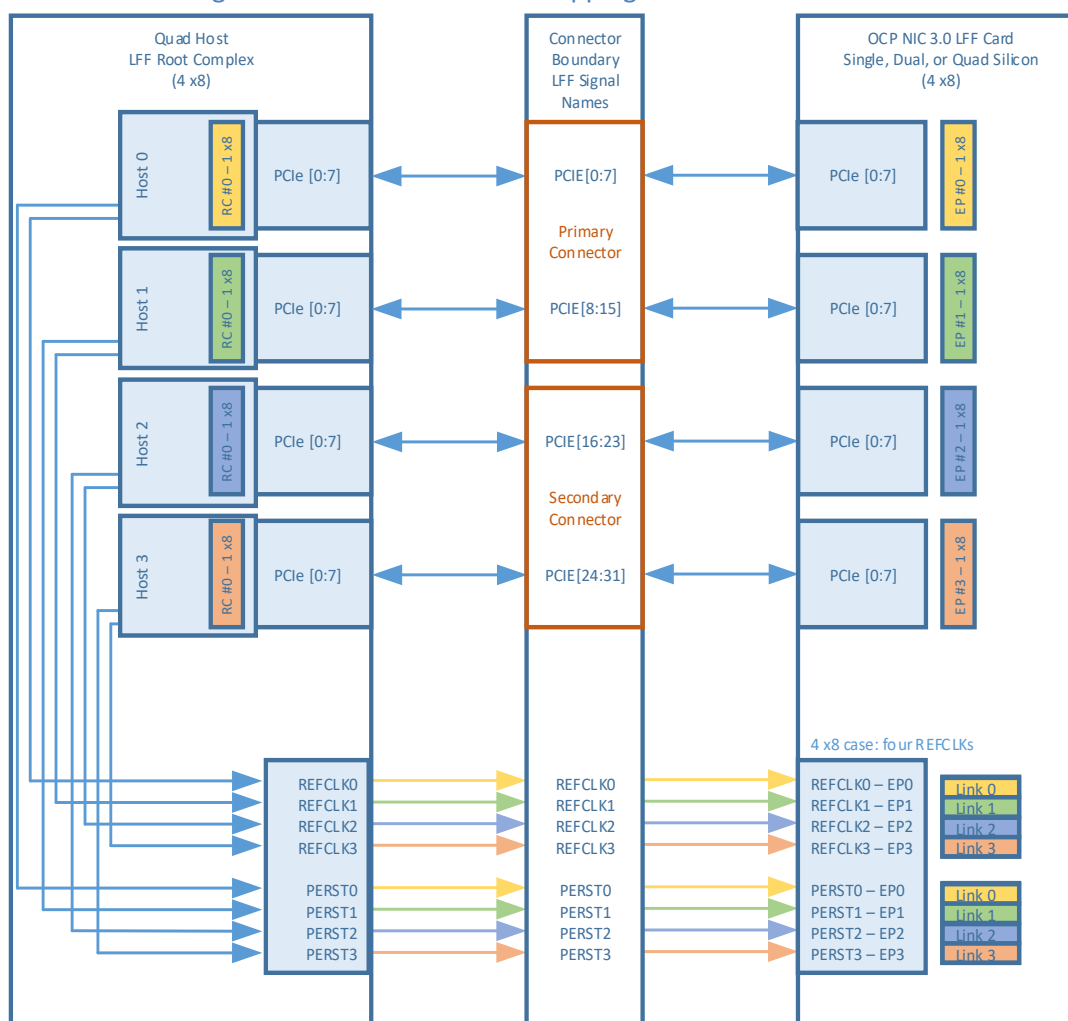 Quad Host
LFF Root Complex
(4 x8)
Connector
Boundary
LFF Signal
Names
OCP NIC 3.0 LFF Card
Single, Dual, or Quad Silicon
(4 x8)
Host 0
RC #0 – 1 x8
PCIe [0:7]
PCIE[0:7]
PCIe [0:7]
EP #0 – 1 x8
Primary
Connector
Host 1
RC #0 – 1 x8
PCIe [0:7]
PCIE[8:15]
PCIe [0:7]
EP #1 – 1 x8
Host 2
RC #0 – 1 x8
PCIe [0:7]
PCIE[16:23]
PCIe [0:7]
EP #2 – 1 x8
Secondary
Connector
Host 3
RC #0 – 1 x8
PCIe [0:7]
PCIE[24:31]
PCIe [0:7]
EP #3 – 1 x8
4 x8 case: four REFCLKs
REFCLK0
REFCLK0
REFCLK0 – EP0
Link 0
REFCLK1
REFCLK1
REFCLK1 – EP1
Link 1
REFCLK2
REFCLK2
REFCLK2 – EP2
Link 2
REFCLK3
REFCLK3
REFCLK3 – EP3
Link 3
PERST0
PERST0
PERST0 – EP0
Link 0
PERST1
PERST1
PERST1 – EP1
Link 1
PERST2
PERST2
PERST2 – EP2
Link 2
PERST3
PERST3
PERST3 – EP3
Link 3